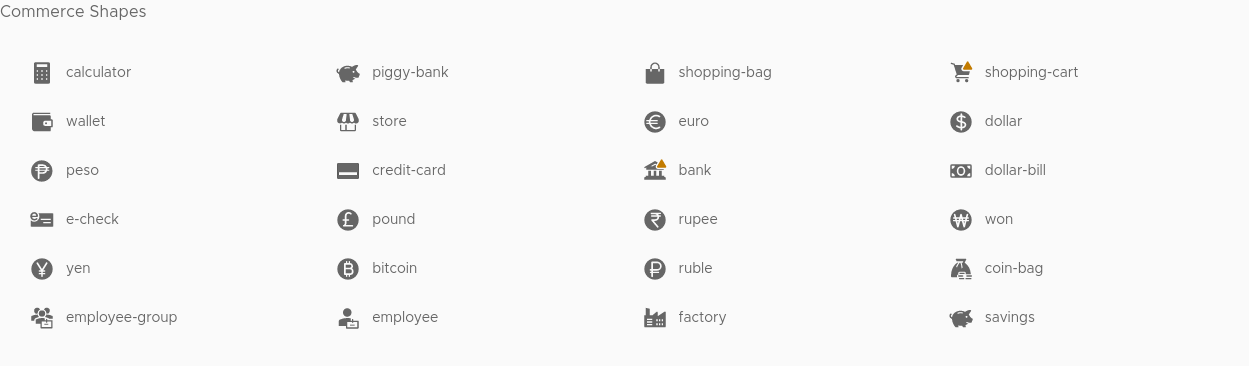 Commerce Shapes
calculator piggy-bank shopping-bag shopping-cart
wallet store euro dollar
peso credit-card bank dollar-bill
e-check pound rupee won
yen bitcoin ruble coin-bag
employee-group employee factory savings